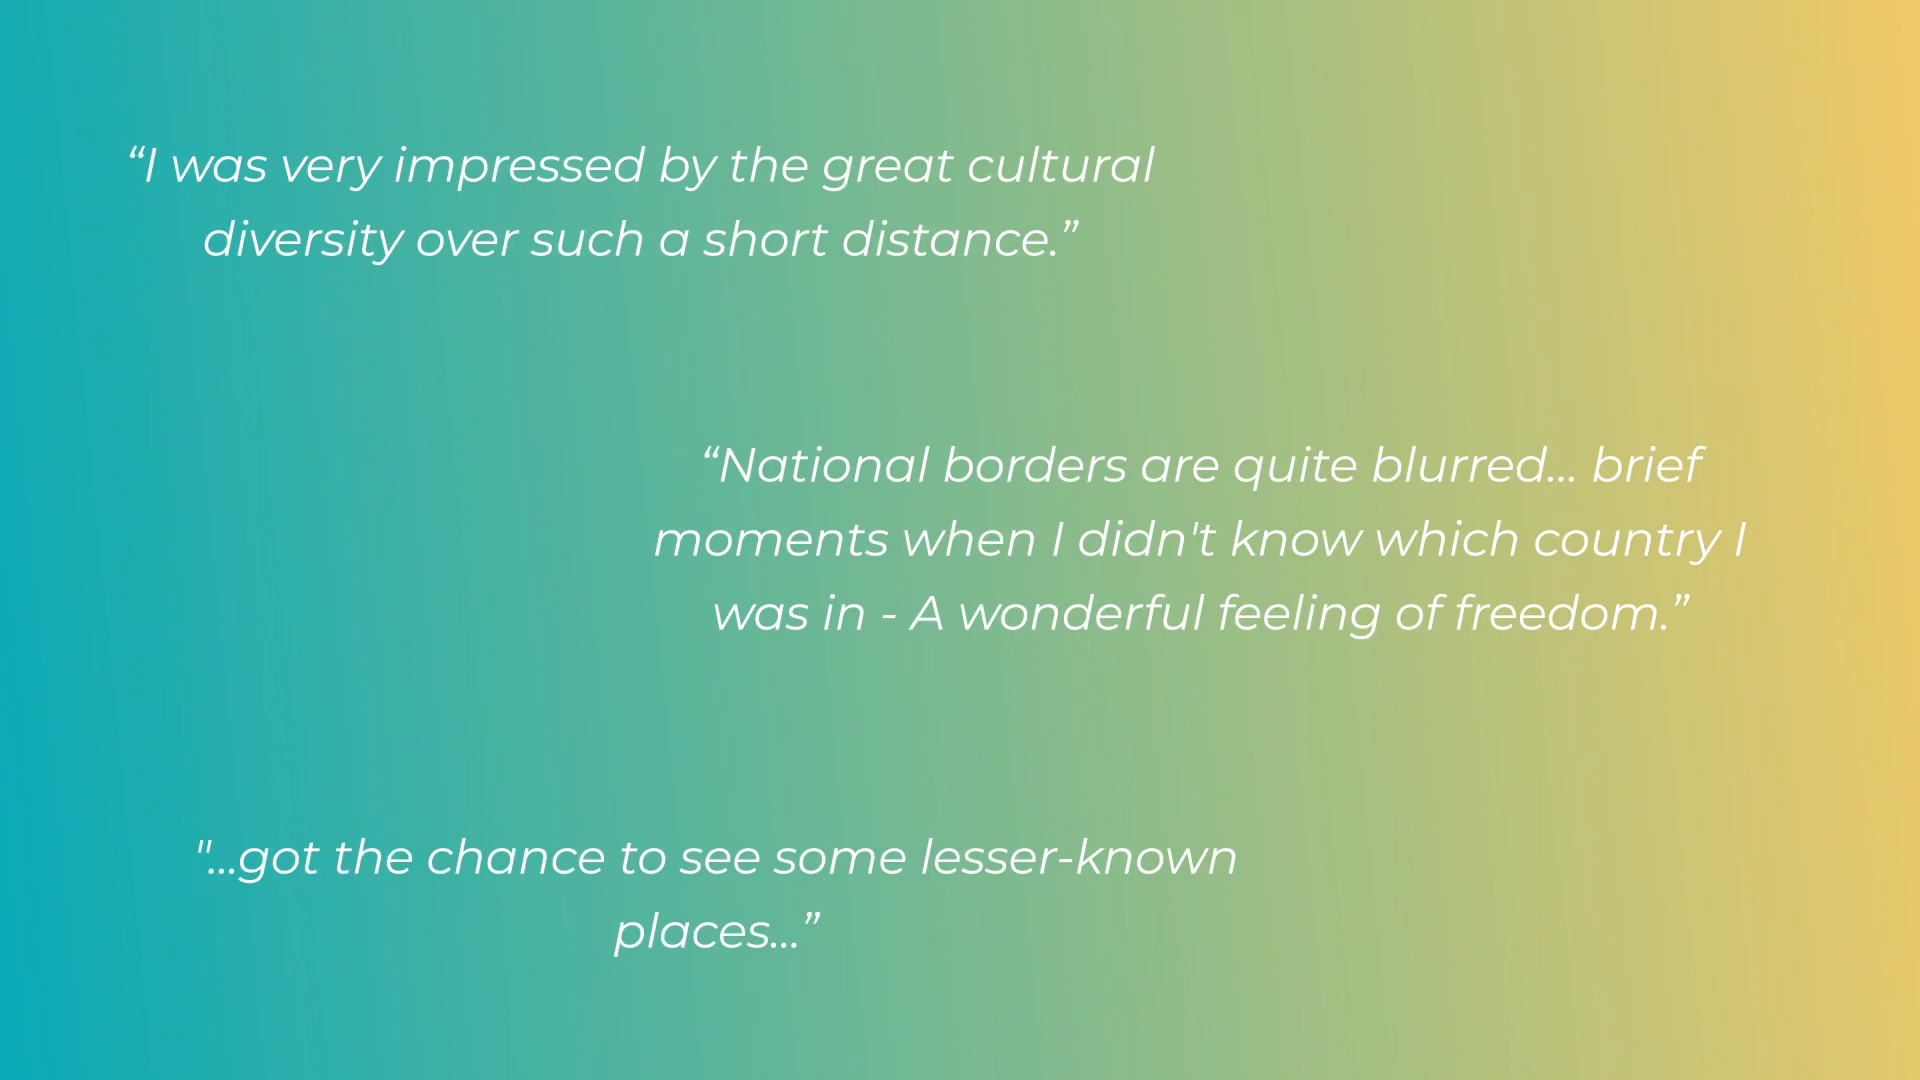 “I was very impressed by the great cultural
diversity over such a short distance.”
“National borders are quite blurred... brief
moments when I didn't know which country I
was in - A wonderful feeling of freedom.”
"...got the chance to see some lesser-known
places...”